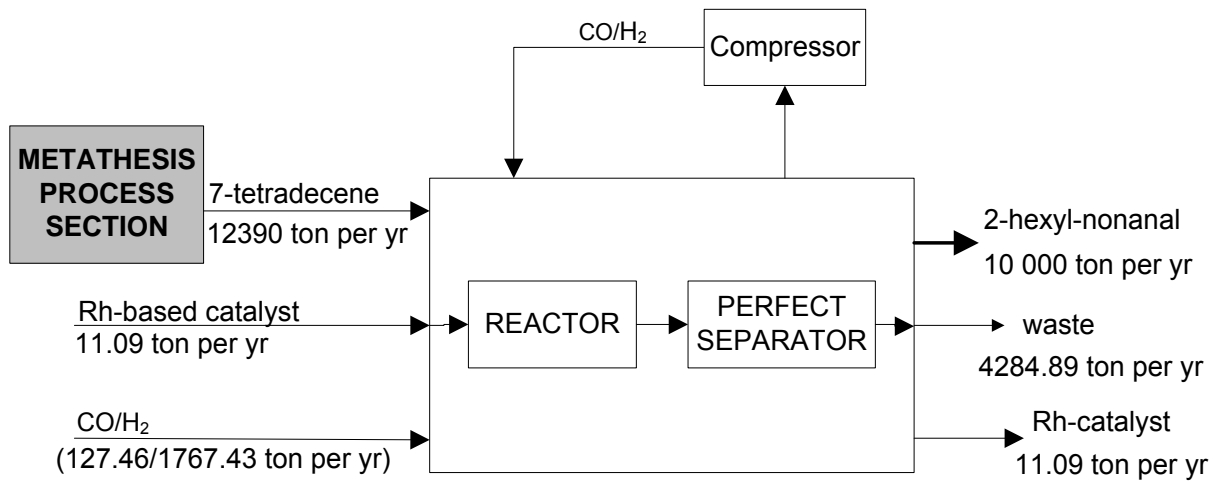 CO/H2
Compressor
METATHESIS
PROCESS
SECTION
7-tetradecene
12390 ton per yr
2-hexyl-nonanal
10 000 ton per yr
Rh-based catalyst
11.09 ton per yr
REACTOR
PERFECT
SEPARATOR
waste
4284.89 ton per yr
CO/H2
(127.46/1767.43 ton per yr)
Rh-catalyst
11.09 ton per yr